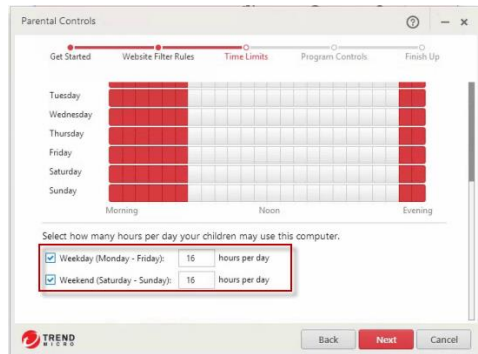 Parental Controls
Get Started Website Filter Rules Time Limits Program Controls Finish Up
Tuesday
Wednesday
Thursday
Friday
Saturday
Sunday
Morning Noon Evening
Select how many hours per day your children may use this computer.
Weekday (Monday - Friday): 16 hours per day
Weekend (Saturday - Sunday): 16 hours per day
TREND
MICRO
Back Next Cancel